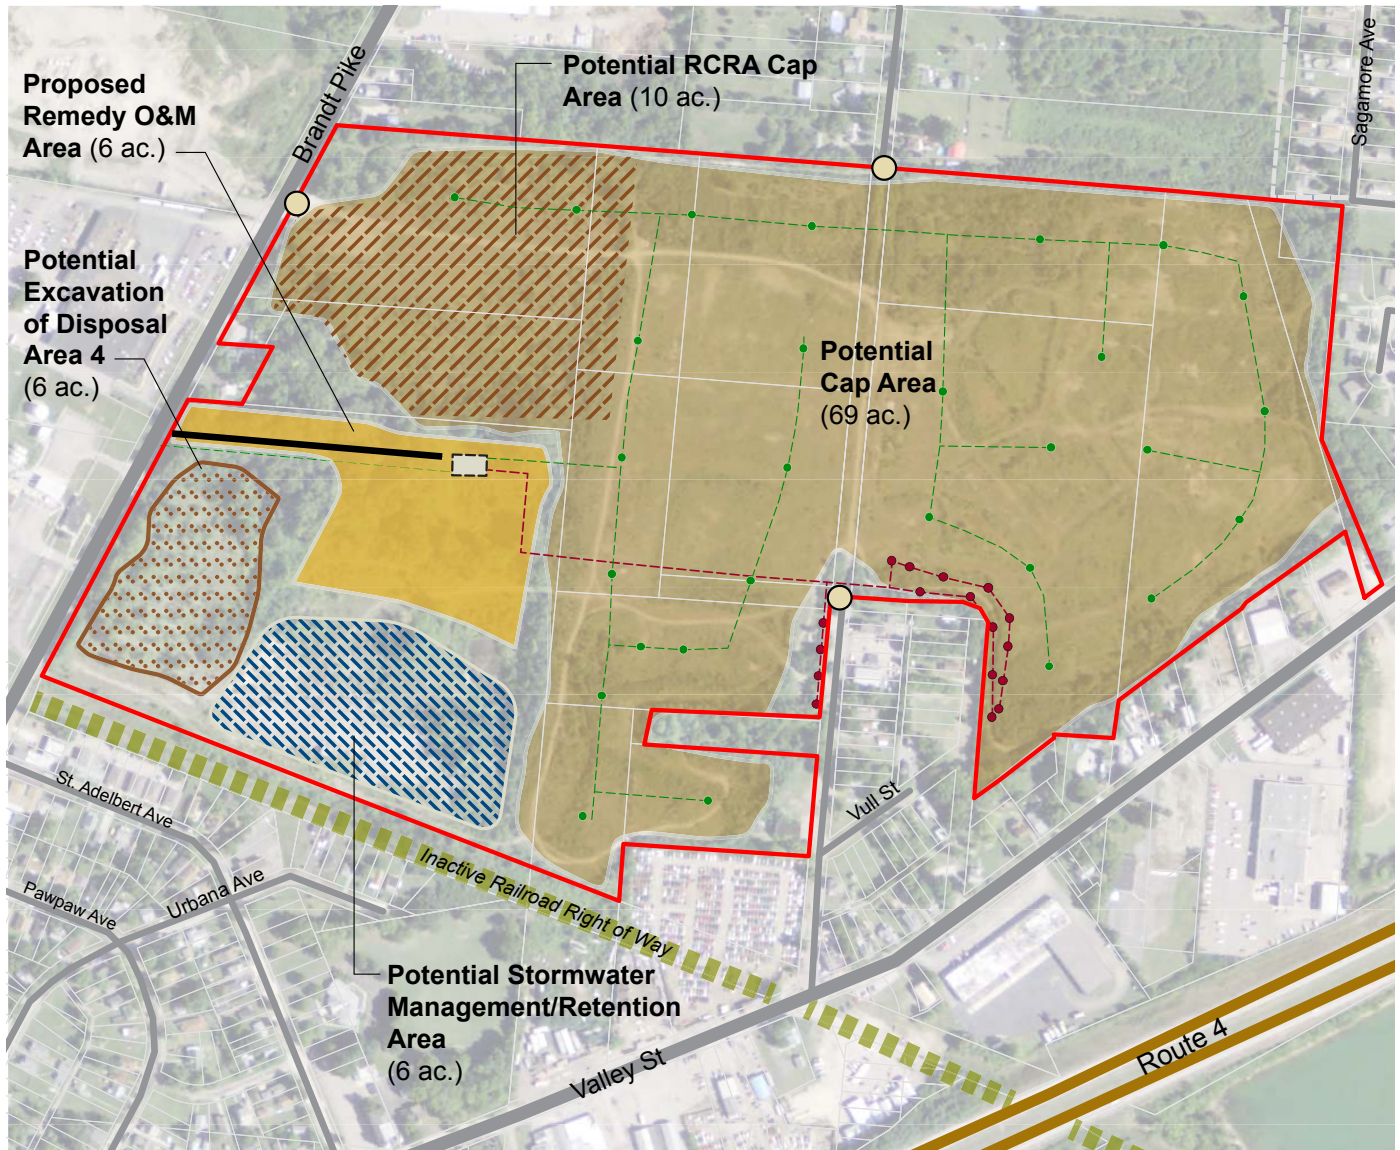 Proposed
Remedy O&M
Area (6 ac.)
Brandt Pike
Potential RCRA Cap
Area (10 ac.)
Sagamore Ave
Potential
Excavation
of Disposal
Area 4
(6 ac.)
Potential
Cap Area
(69 ac.)
St. Adelbert Ave
Pawpaw Ave
Urbana Ave
Inactive Railroad Right of Way
Vull St
Potential Stormwater
Management/Retention
Area
(6 ac.)
Valley St
Route 4